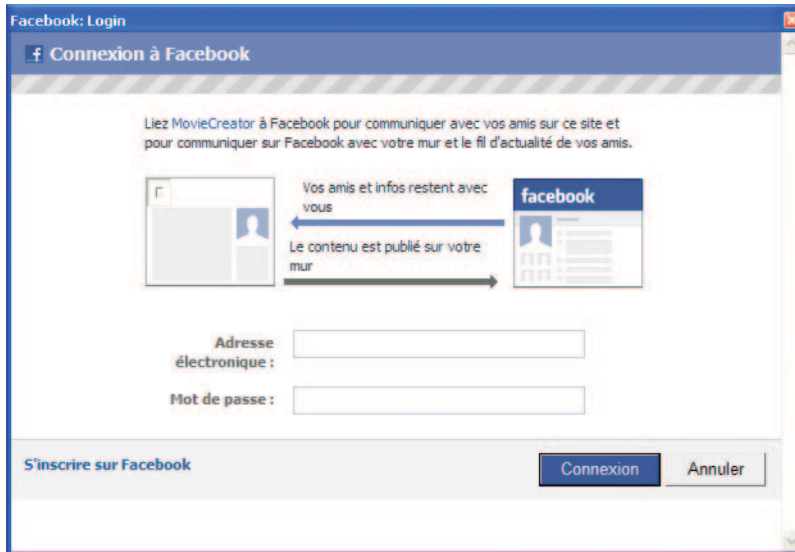 Facebook: Login
f Connexion à Facebook
Liez MovieCreator à Facebook pour communiquer avec vos amis sur ce site et
pour communiquer sur Facebook avec votre mur et le fil d'actualité de vos amis.
Vos amis et infos restent avec
vous
facebook
Le contenu est publié sur votre
mur
Adresse
électronique :
Mot de passe :
S'inscrire sur Facebook
Connexion
Annuler